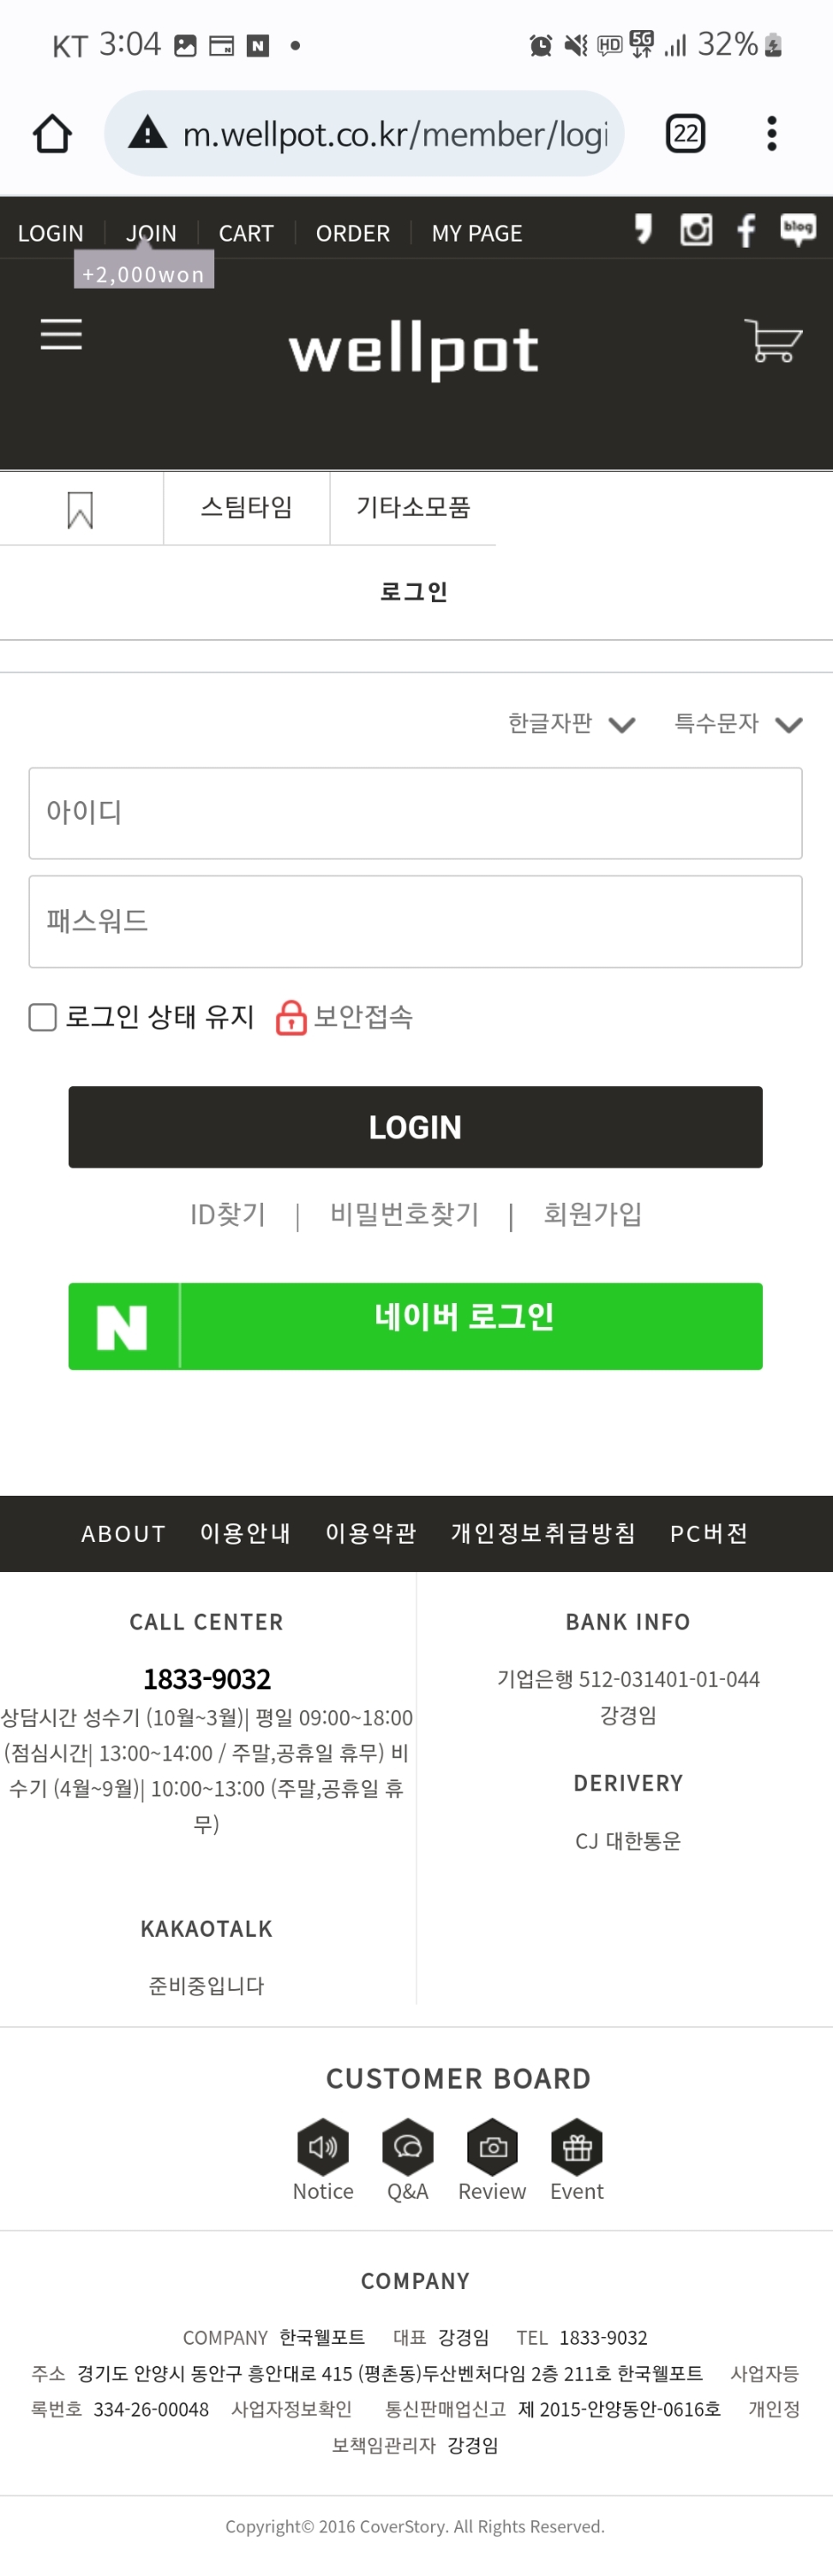 KT 3:04 N HD 5G 32%
m.wellpot.co.kr/member/logi 22
LOGIN JOIN CART ORDER MY PAGE blog
+2,000won
wellpot
스팀타임 기타소모품
로그인
한글자판 특수문자
아이디
패스워드
로그인 상태 유지 보안접속
LOGIN
ID찾기 | 비밀번호찾기 | 회원가입
N 네이버 로그인
ABOUT 이용안내 이용약관 개인정보취급방침 PC버전
CALL CENTER
1833-9032
상담시간 성수기 (10월~3월)| 평일 09:00~18:00
(점심시간| 13:00~14:00 / 주말,공휴일 휴무) 비
수기 (4월~9월)| 10:00~13:00 (주말,공휴일 휴
무)
KAKAOTALK
준비중입니다
BANK INFO
기업은행 512-031401-01-044
강경임
DERIVERY
CJ 대한통운
CUSTOMER BOARD
Notice Q&A Review Event
COMPANY
COMPANY 한국웰포트 대표 강경임 TEL 1833-9032
주소 경기도 안양시 동안구 흥안대로 415 (평촌동)두산벤처다임 2층 211호 한국웰포트 사업자등
록번호 334-26-00048 사업자정보확인 통신판매업신고 제 2015-안양동안-0616호 개인정
보책임관리자 강경임
Copyright© 2016 CoverStory. All Rights Reserved.